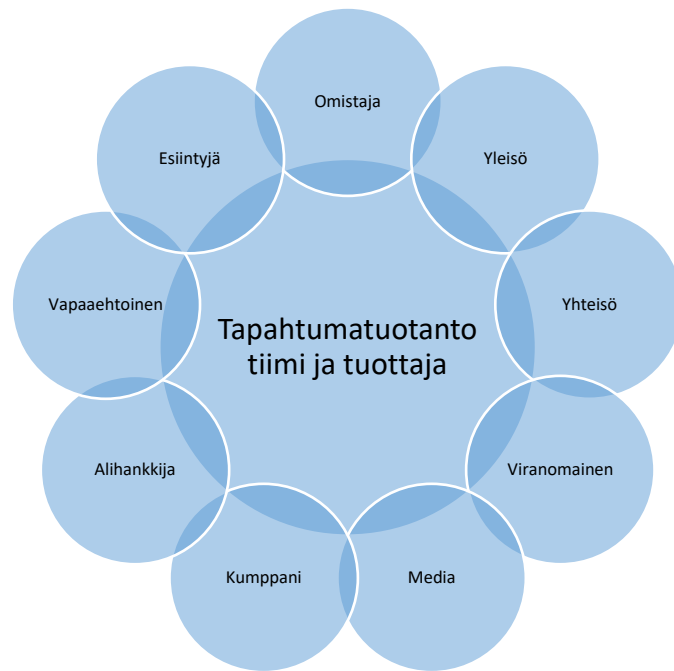 Omistaja
Yleisö
Yhteisö
Viranomainen
Media
Kumppani
Alihankkija
Vapaaehtoinen
Esiintyjä
Tapahtumatuotanto
tiimi ja tuottaja